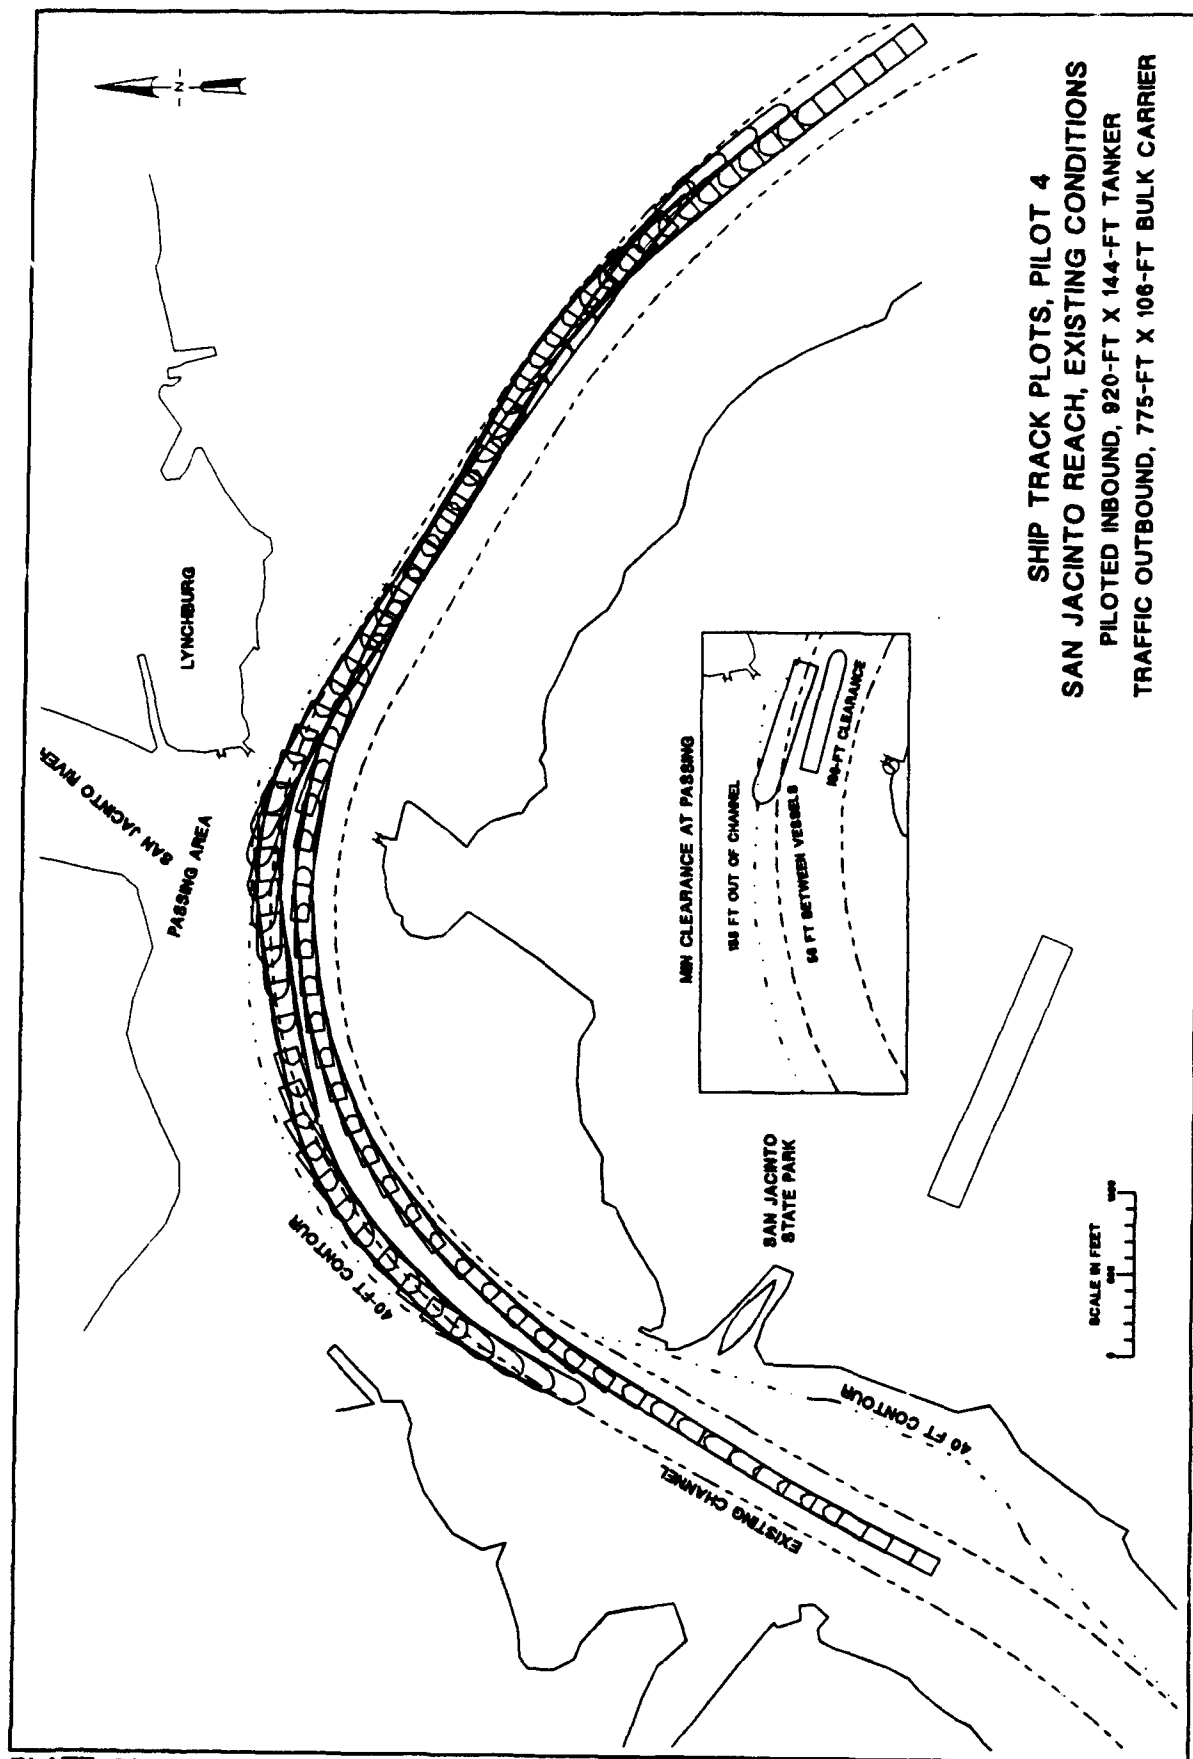 SHIP TRACK PLOTS, PILOT 4
SAN JACINTO REACH, EXISTING CONDITIONS
PILOTED INBOUND, 920-FT X 144-FT TANKER
TRAFFIC OUTBOUND, 775-FT X 106-FT BULK CARRIER
N
LYNCHBURG
SAN JACINTO RIVER
PASSING AREA
40-FT CONTOUR
EXISTING CHANNEL
40 FT CONTOUR
SAN JACINTO
STATE PARK
MIN CLEARANCE AT PASSING
FT OUT OF CHANNEL
FT BETWEEN VESSELS
CLEARANCE
SCALE IN FEET
0 500 1000